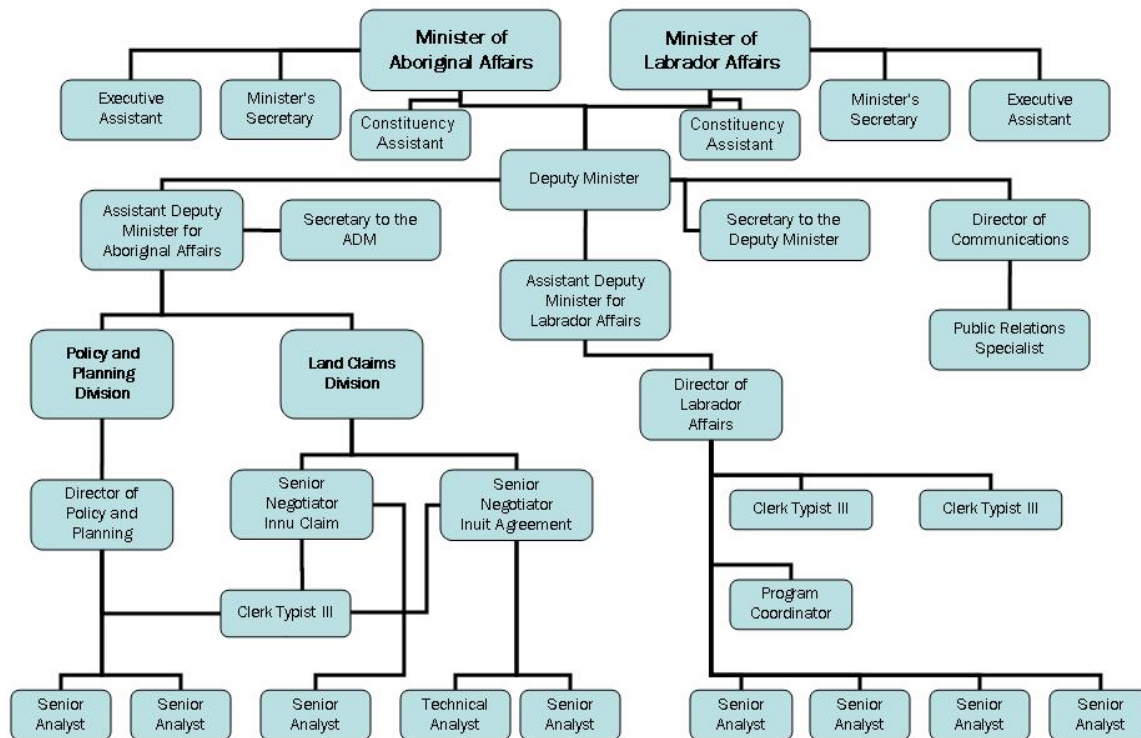 Minister of
Aboriginal Affairs
Minister of
Labrador Affairs
Executive
Assistant
Minister's
Secretary
Constituency
Assistant
Constituency
Assistant
Minister's
Secretary
Executive
Assistant
Deputy Minister
Assistant Deputy
Minister for
Aboriginal Affairs
Secretary to the
ADM
Secretary to the
Deputy Minister
Director of
Communications
Assistant Deputy
Minister for
Labrador Affairs
Public Relations
Specialist
Policy and
Planning
Division
Land Claims
Division
Director of
Labrador
Affairs
Director of
Policy and
Planning
Senior
Negotiator
Innu Claim
Senior
Negotiator
Inuit Agreement
Clerk Typist III
Clerk Typist III
Clerk Typist III
Program
Coordinator
Senior
Analyst
Senior
Analyst
Senior
Analyst
Technical
Analyst
Senior
Analyst
Senior
Analyst
Senior
Analyst
Senior
Analyst
Senior
Analyst